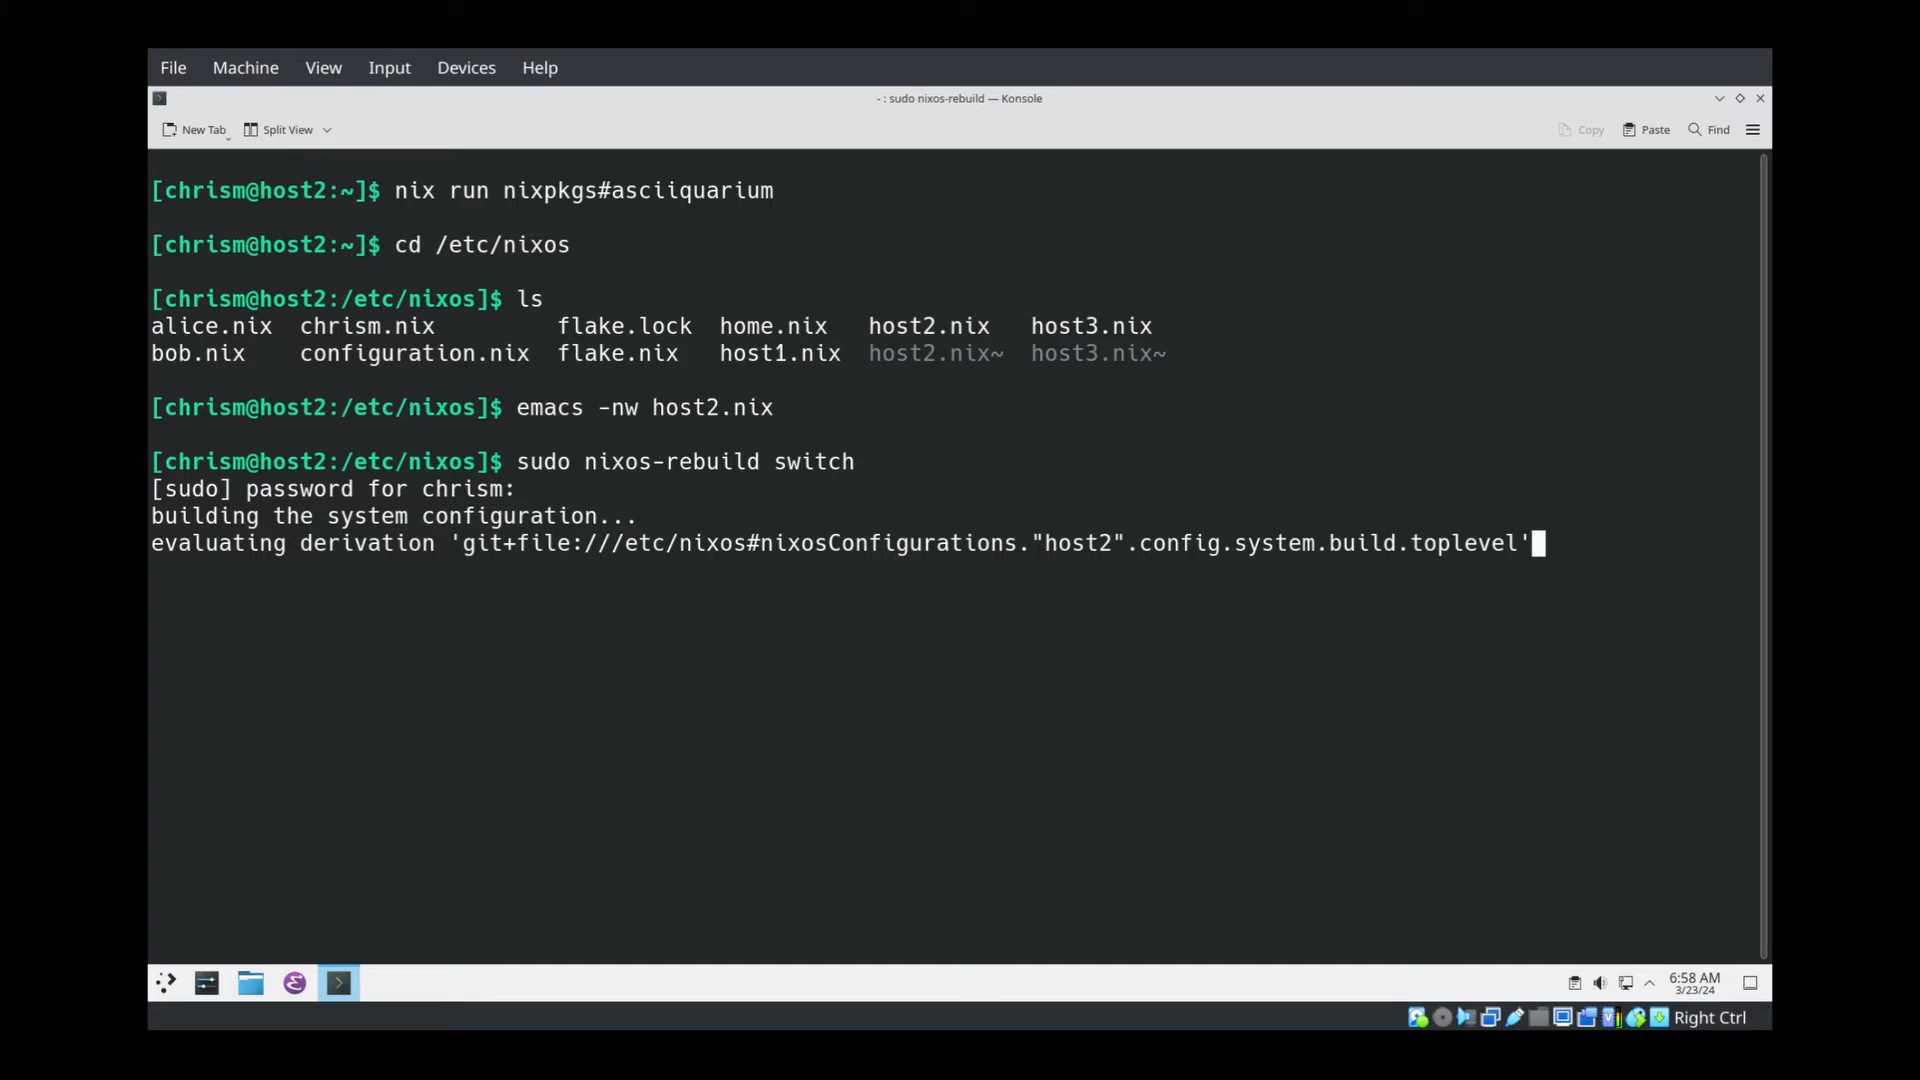 File Machine View Input Devices Help
- : sudo nixos-rebuild — Konsole
New Tab Split View Copy Paste Find
[chrism@host2:~]$ nix run nixpkgs#asciiquarium
[chrism@host2:~]$ cd /etc/nixos
[chrism@host2:/etc/nixos]$ ls
alice.nix chrism.nix flake.lock home.nix host2.nix host3.nix
bob.nix configuration.nix flake.nix host1.nix host2.nix~ host3.nix~
[chrism@host2:/etc/nixos]$ emacs -nw host2.nix
[chrism@host2:/etc/nixos]$ sudo nixos-rebuild switch
[sudo] password for chrism:
building the system configuration...
evaluating derivation 'git+file:///etc/nixos#nixosConfigurations."host2".config.system.build.toplevel'
6:58 AM
3/23/24
Right Ctrl